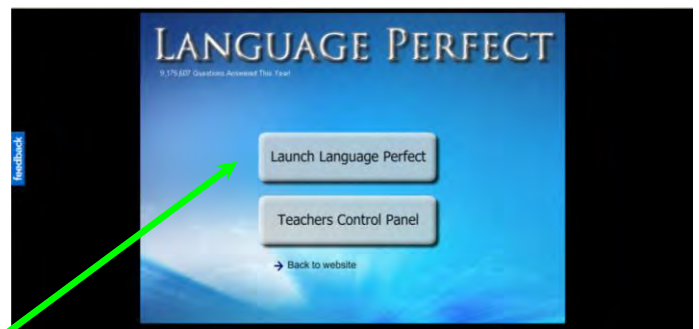 LANGUAGE PERFECT
9,179,607 Questions Answered This Year!
feedback
Launch Language Perfect
Teachers Control Panel
Back to website